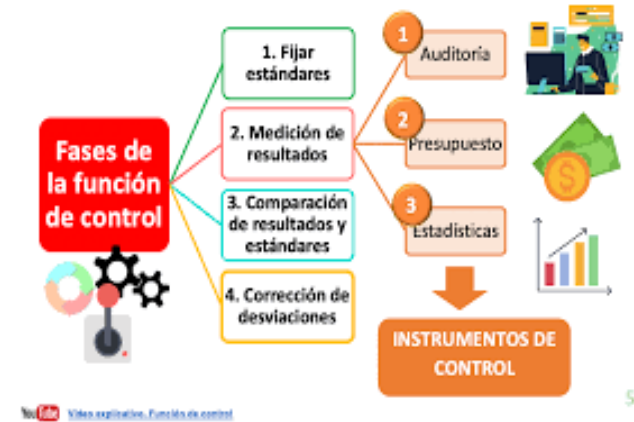 Fases de
la función
de control
1. Fijar
estándares
2. Medición de
resultados
3. Comparación
de resultados y
estándares
4. Corrección de
desviaciones
1
Auditoría
2
Presupuesto
3
Estadísticas
INSTRUMENTOS DE
CONTROL
YouTube Video explicativo. Función de control
5